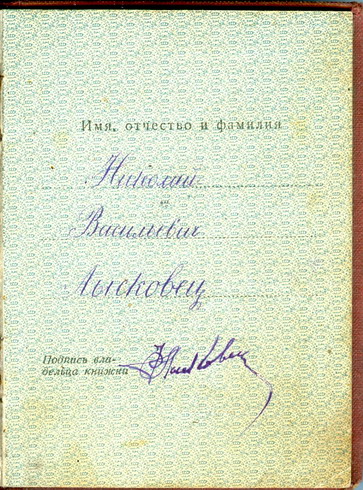 Имя, отчество и фамилия
Николай
Васильевич
Лысковец
Подпись вла-
дельца книжки